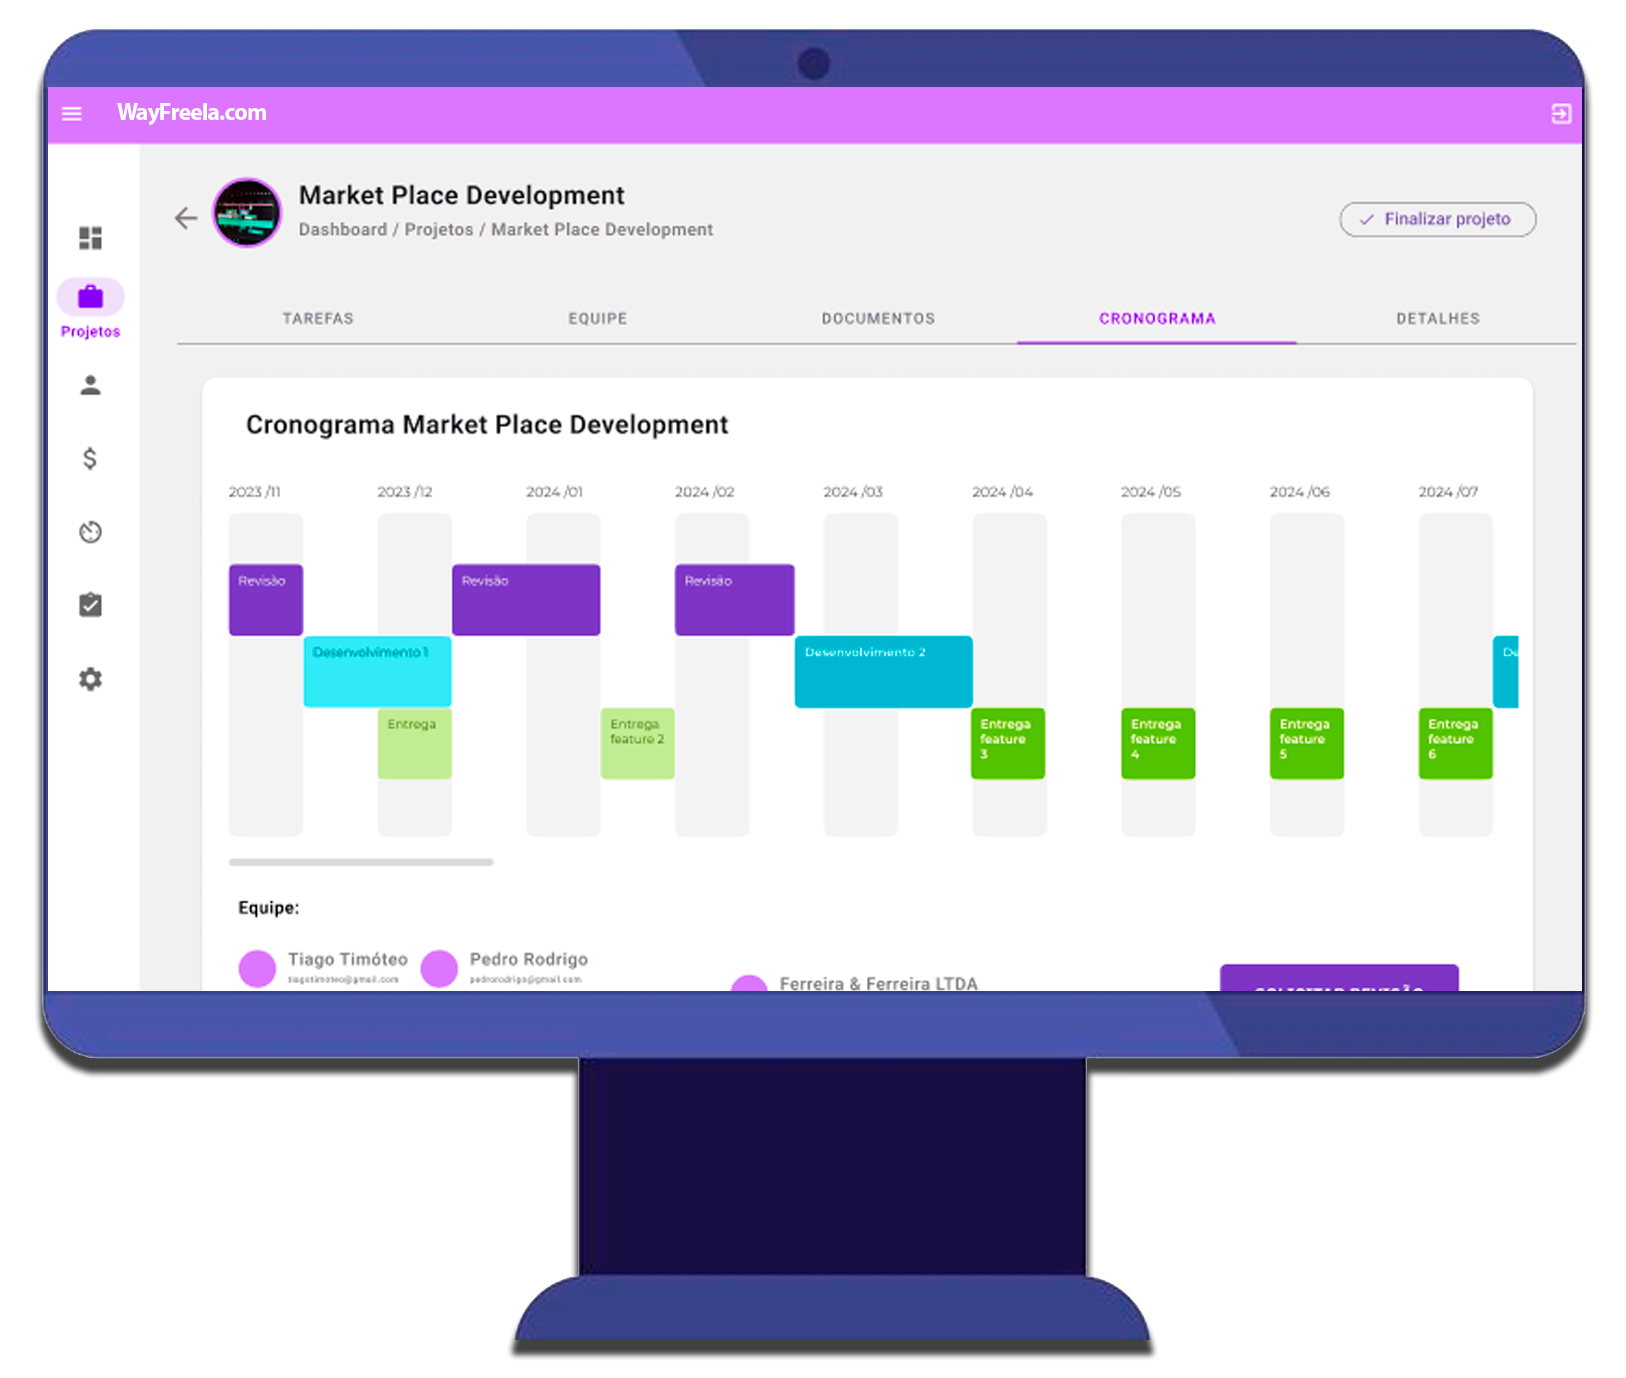 WayFreela.com
Market Place Development
Dashboard / Projetos / Market Place Development
Finalizar projeto
Projetos
TAREFAS
EQUIPE
DOCUMENTOS
CRONOGRAMA
DETALHES
Cronograma Market Place Development
2023 /11
2023 /12
2024 /01
2024 /02
2024 /03
2024 /04
2024 /05
2024 /06
2024 /07
Revisão
Revisão
Revisão
Desenvolvimento 1
Desenvolvimento 2
De
Entrega
Entrega
feature 2
Entrega
feature
3
Entrega
feature
4
Entrega
feature
5
Entrega
feature
6
Equipe:
Tiago Timóteo
tiagotimoteo@gmail.com
Pedro Rodrigo
pedrorodrigo@gmail.com
Ferreira & Ferreira LTDA
SOLICITAR REVISÃO